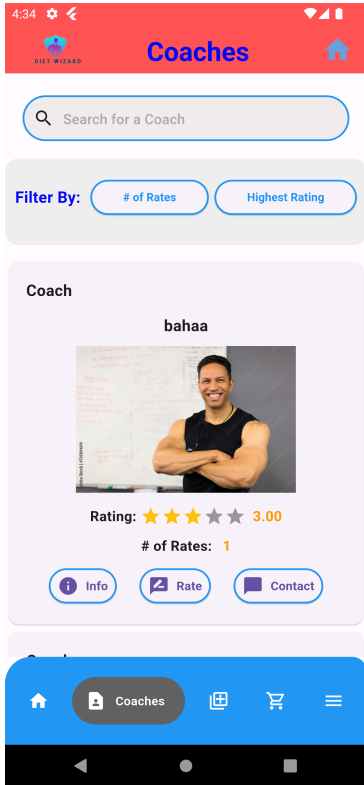 4:34
DIET WIZARD
Coaches
Search for a Coach
Filter By:
# of Rates
Highest Rating
Coach
bahaa
Rating: 3.00
# of Rates: 1
Info
Rate
Contact
Coaches